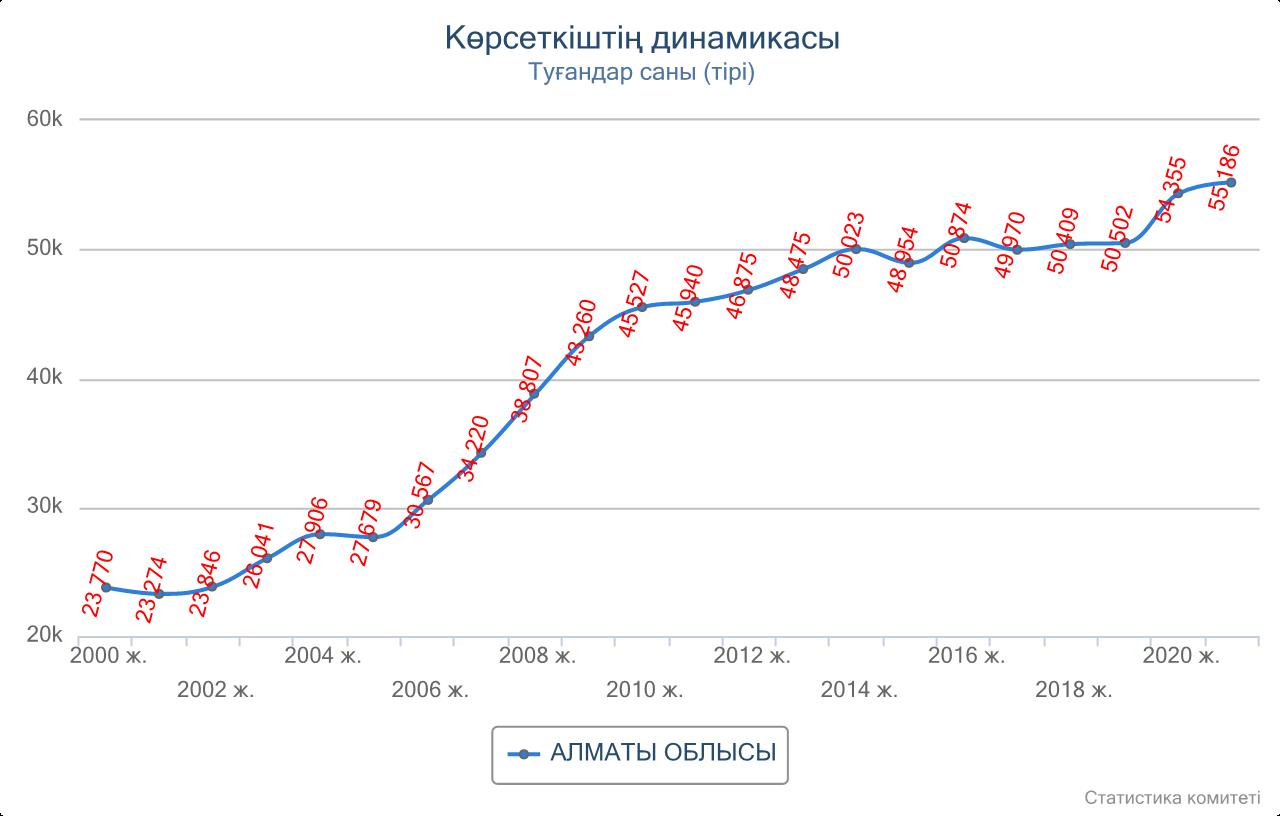 Көрсеткіштің динамикасы
Туғандар саны (тірі)
60k
50k
40k
30k
20k
23 770
23 274
23 846
26 041
27 906
27 679
30 567
34 220
38 807
43 260
45 527
45 940
46 875
48 475
50 023
48 954
50 874
49 970
50 409
50 502
54 355
55 186
2000 ж.
2002 ж.
2004 ж.
2006 ж.
2008 ж.
2010 ж.
2012 ж.
2014 ж.
2016 ж.
2018 ж.
2020 ж.
АЛМАТЫ ОБЛЫСЫ
Статистика комитеті